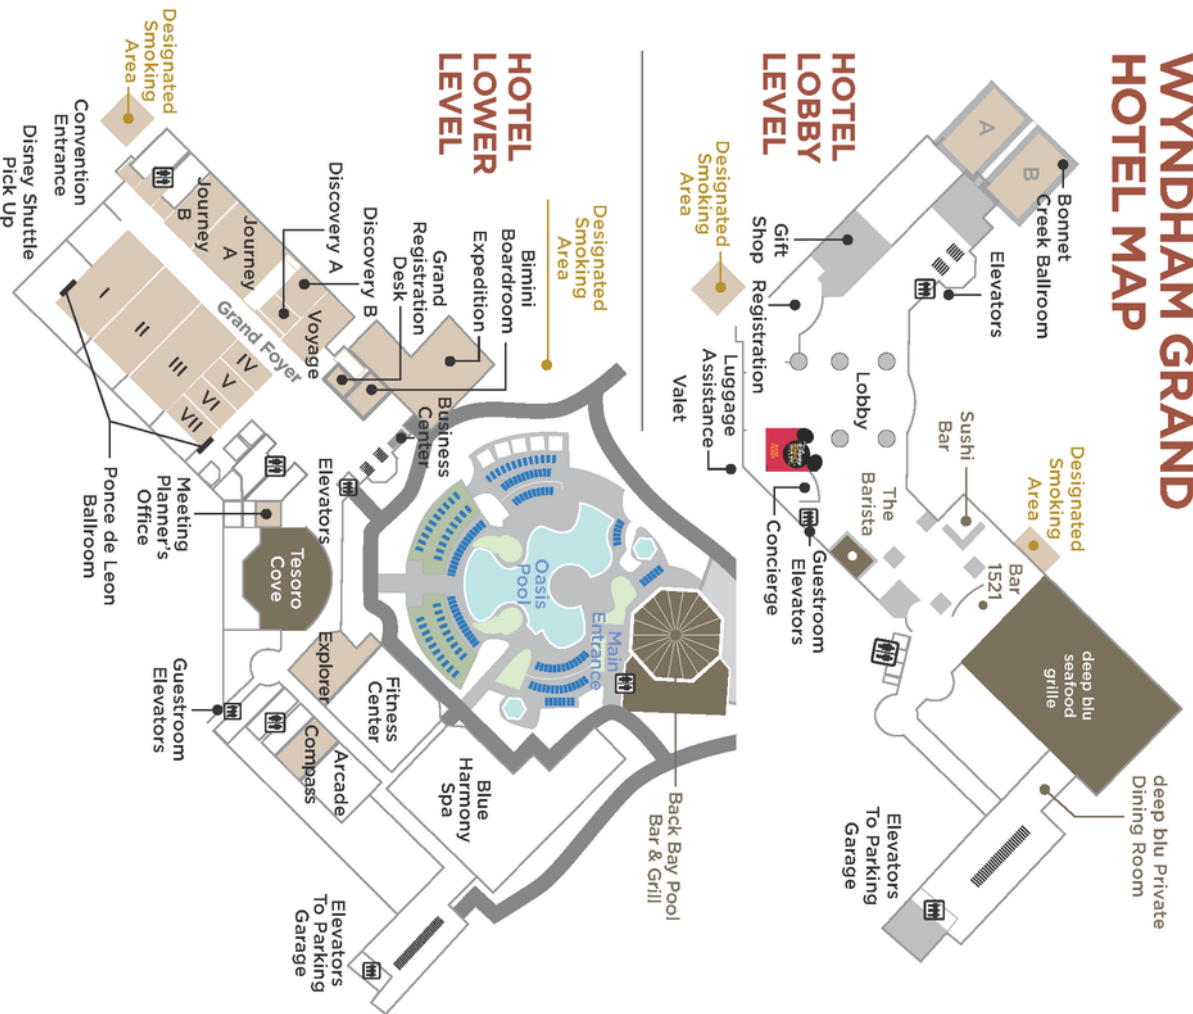 WYNDHAM GRAND
HOTEL MAP
HOTEL
LOBBY
LEVEL
A
B
Bonnet
Creek Ballroom
Elevators
Gift
Shop
Designated
Smoking
Area
Registration
Lobby
Luggage
Assistance
Valet
Concierge
Guestroom
Elevators
The
Barista
Sushi
Bar
Designated
Smoking
Area
Bar
1521
deep blu
seafood
grille
deep blu Private
Dining Room
Elevators
To Parking
Garage
HOTEL
LOWER
LEVEL
Designated
Smoking
Area
Designated
Smoking
Area
Convention
Entrance
Disney Shuttle
Pick Up
Journey
B
Journey
A
Discovery A
Discovery B
Voyage
Grand
Registration
Desk
Expedition
Bimini
Boardroom
Business
Center
Grand Foyer
I
II
III
IV
V
VI
VII
Ponce de Leon
Ballroom
Elevators
Meeting
Planner's
Office
Tesoro
Cove
Explorer
Guestroom
Elevators
Compass
Arcade
Fitness
Center
Blue
Harmony
Spa
Oasis
Pool
Main
Entrance
Back Bay Pool
Bar & Grill
Elevators
To Parking
Garage